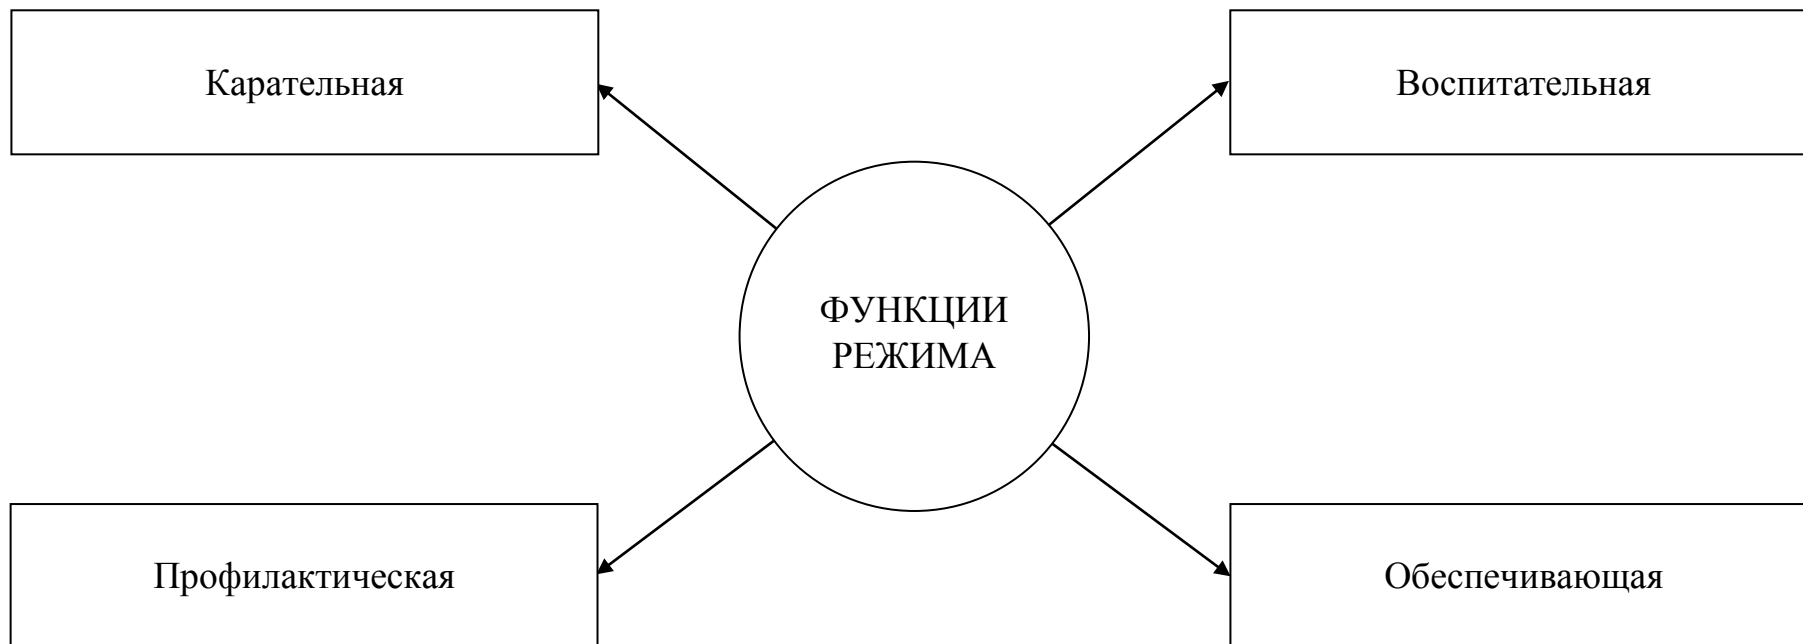 Карательная
Воспитательная
ФУНКЦИИ
РЕЖИМА
Профилактическая
Обеспечивающая